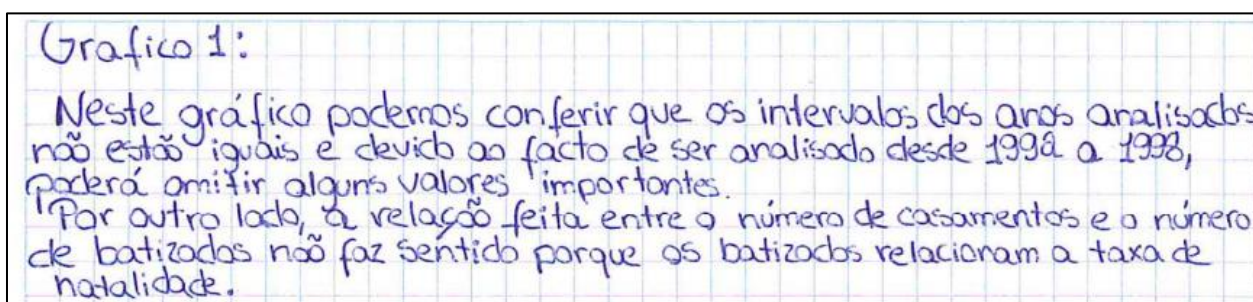 Grafico 1:
Neste gráfico podemos conferir que os intervalos dos anos analisados
não estão iguais e devido ao facto de ser analisado desde 1992 a 1998,
poderá omitir alguns valores importantes.
Por outro lado, a relação feita entre o número de casamentos e o número
de batizados não faz sentido porque os batizados relacionam a taxa de
natalidade.